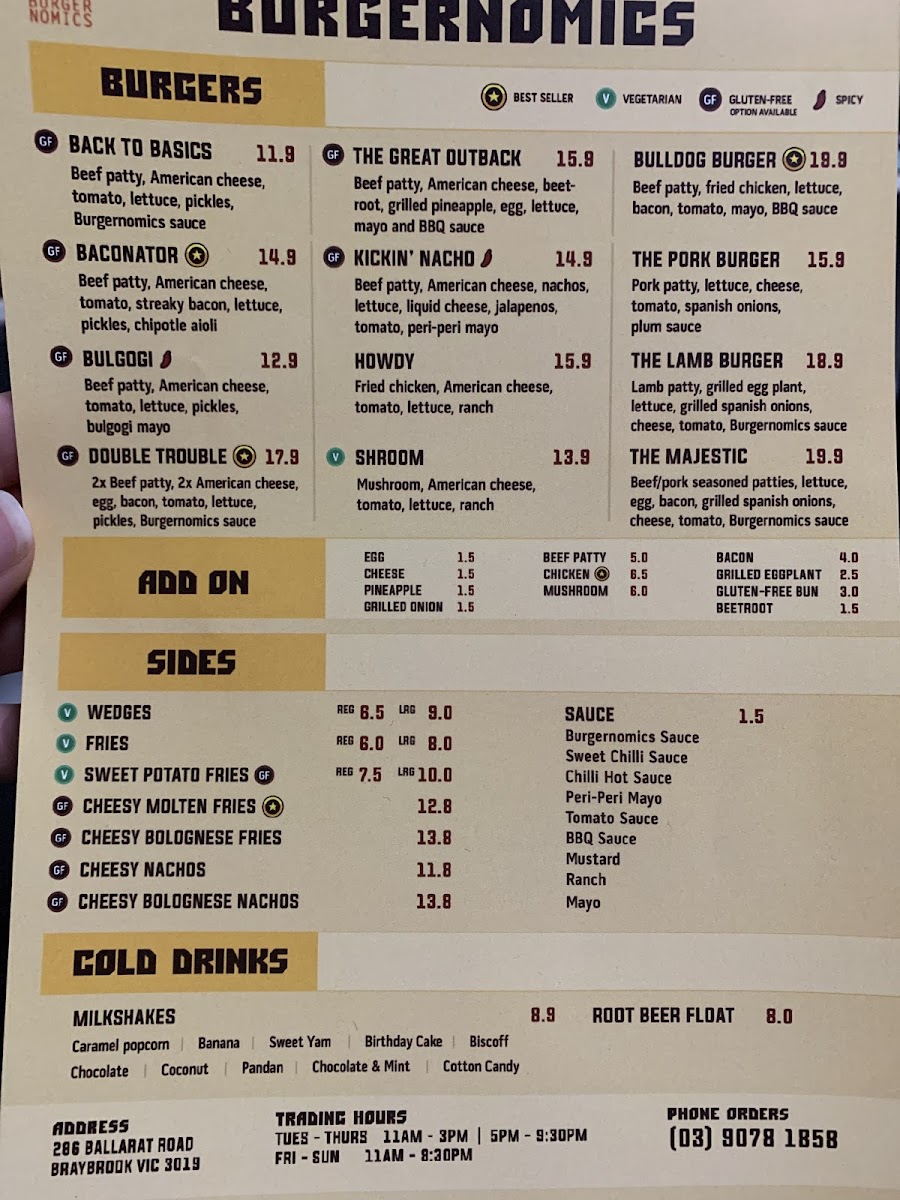 BURGER
NOMICS
BURGERNOMICS
BURGERS
BEST SELLER
V VEGETARIAN
GF GLUTEN-FREE
OPTION AVAILABLE
SPICY
GF BACK TO BASICS 11.9
Beef patty, American cheese,
tomato, lettuce, pickles,
Burgernomics sauce
GF BACONATOR 14.9
Beef patty, American cheese,
tomato, streaky bacon, lettuce,
pickles, chipotle aioli
GF BULGOGI 12.9
Beef patty, American cheese,
tomato, lettuce, pickles,
bulgogi mayo
GF DOUBLE TROUBLE 17.9
2x Beef patty, 2x American cheese,
egg, bacon, tomato, lettuce,
pickles, Burgernomics sauce
GF THE GREAT OUTBACK 15.9
Beef patty, American cheese, beet-
root, grilled pineapple, egg, lettuce,
mayo and BBQ sauce
GF KICKIN' NACHO 14.9
Beef patty, American cheese, nachos,
lettuce, liquid cheese, jalapenos,
tomato, peri-peri mayo
HOWDY 15.9
Fried chicken, American cheese,
tomato, lettuce, ranch
V SHROOM 13.9
Mushroom, American cheese,
tomato, lettuce, ranch
BULLDOG BURGER 19.9
Beef patty, fried chicken, lettuce,
bacon, tomato, mayo, BBQ sauce
THE PORK BURGER 15.9
Pork patty, lettuce, cheese,
tomato, spanish onions,
plum sauce
THE LAMB BURGER 18.9
Lamb patty, grilled egg plant,
lettuce, grilled spanish onions,
cheese, tomato, Burgernomics sauce
THE MAJESTIC 19.9
Beef/pork seasoned patties, lettuce,
egg, bacon, grilled spanish onions,
cheese, tomato, Burgernomics sauce
ADD ON
EGG 1.5
CHEESE 1.5
PINEAPPLE 1.5
GRILLED ONION 1.5
BEEF PATTY 5.0
CHICKEN 6.5
MUSHROOM 6.0
BACON 4.0
GRILLED EGGPLANT 2.5
GLUTEN-FREE BUN 3.0
BEETROOT 1.5
SIDES
V WEDGES REG 6.5 LRG 9.0
V FRIES REG 6.0 LRG 8.0
V SWEET POTATO FRIES GF REG 7.5 LRG 10.0
GF CHEESY MOLTEN FRIES 12.8
GF CHEESY BOLOGNESE FRIES 13.8
GF CHEESY NACHOS 11.8
GF CHEESY BOLOGNESE NACHOS 13.8
SAUCE 1.5
Burgernomics Sauce
Sweet Chilli Sauce
Chilli Hot Sauce
Peri-Peri Mayo
Tomato Sauce
BBQ Sauce
Mustard
Ranch
Mayo
COLD DRINKS
MILKSHAKES 8.9
Caramel popcorn | Banana | Sweet Yam | Birthday Cake | Biscoff
Chocolate | Coconut | Pandan | Chocolate & Mint | Cotton Candy
ROOT BEER FLOAT 8.0
ADDRESS
286 BALLARAT ROAD
BRAYBROOK VIC 3019
TRADING HOURS
TUES - THURS 11AM - 3PM | 5PM - 9:30PM
FRI - SUN 11AM - 8:30PM
PHONE ORDERS
(03) 9078 1858